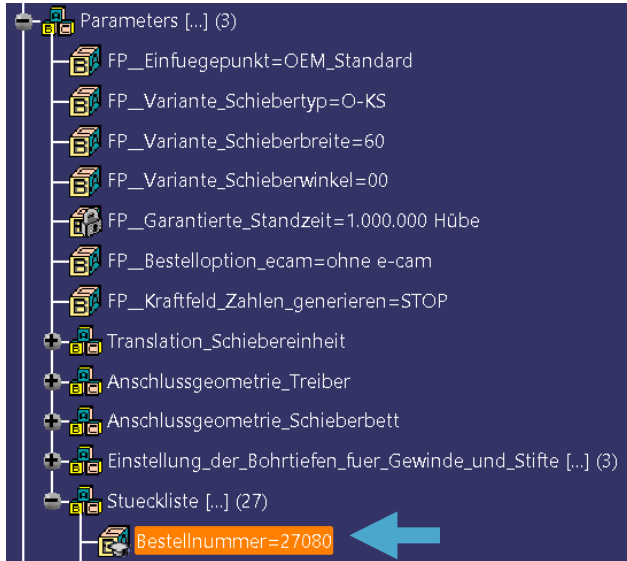 Parameters [...] (3)
FP__Einfuegepunkt=OEM_Standard
FP__Variante_Schiebertyp=O-KS
FP__Variante_Schieberbreite=60
FP__Variante_Schieberwinkel=00
FP__Garantierte_Standzeit=1.000.000 Hübe
FP__Bestelloption_ecam=ohne e-cam
FP__Kraftfeld_Zahlen_generieren=STOP
Translation_Schiebereinheit
Anschlussgeometrie_Treiber
Anschlussgeometrie_Schieberbett
Einstellung_der_Bohrtiefen_fuer_Gewinde_und_Stifte [...] (3)
Stueckliste [...] (27)
Bestellnummer=27080